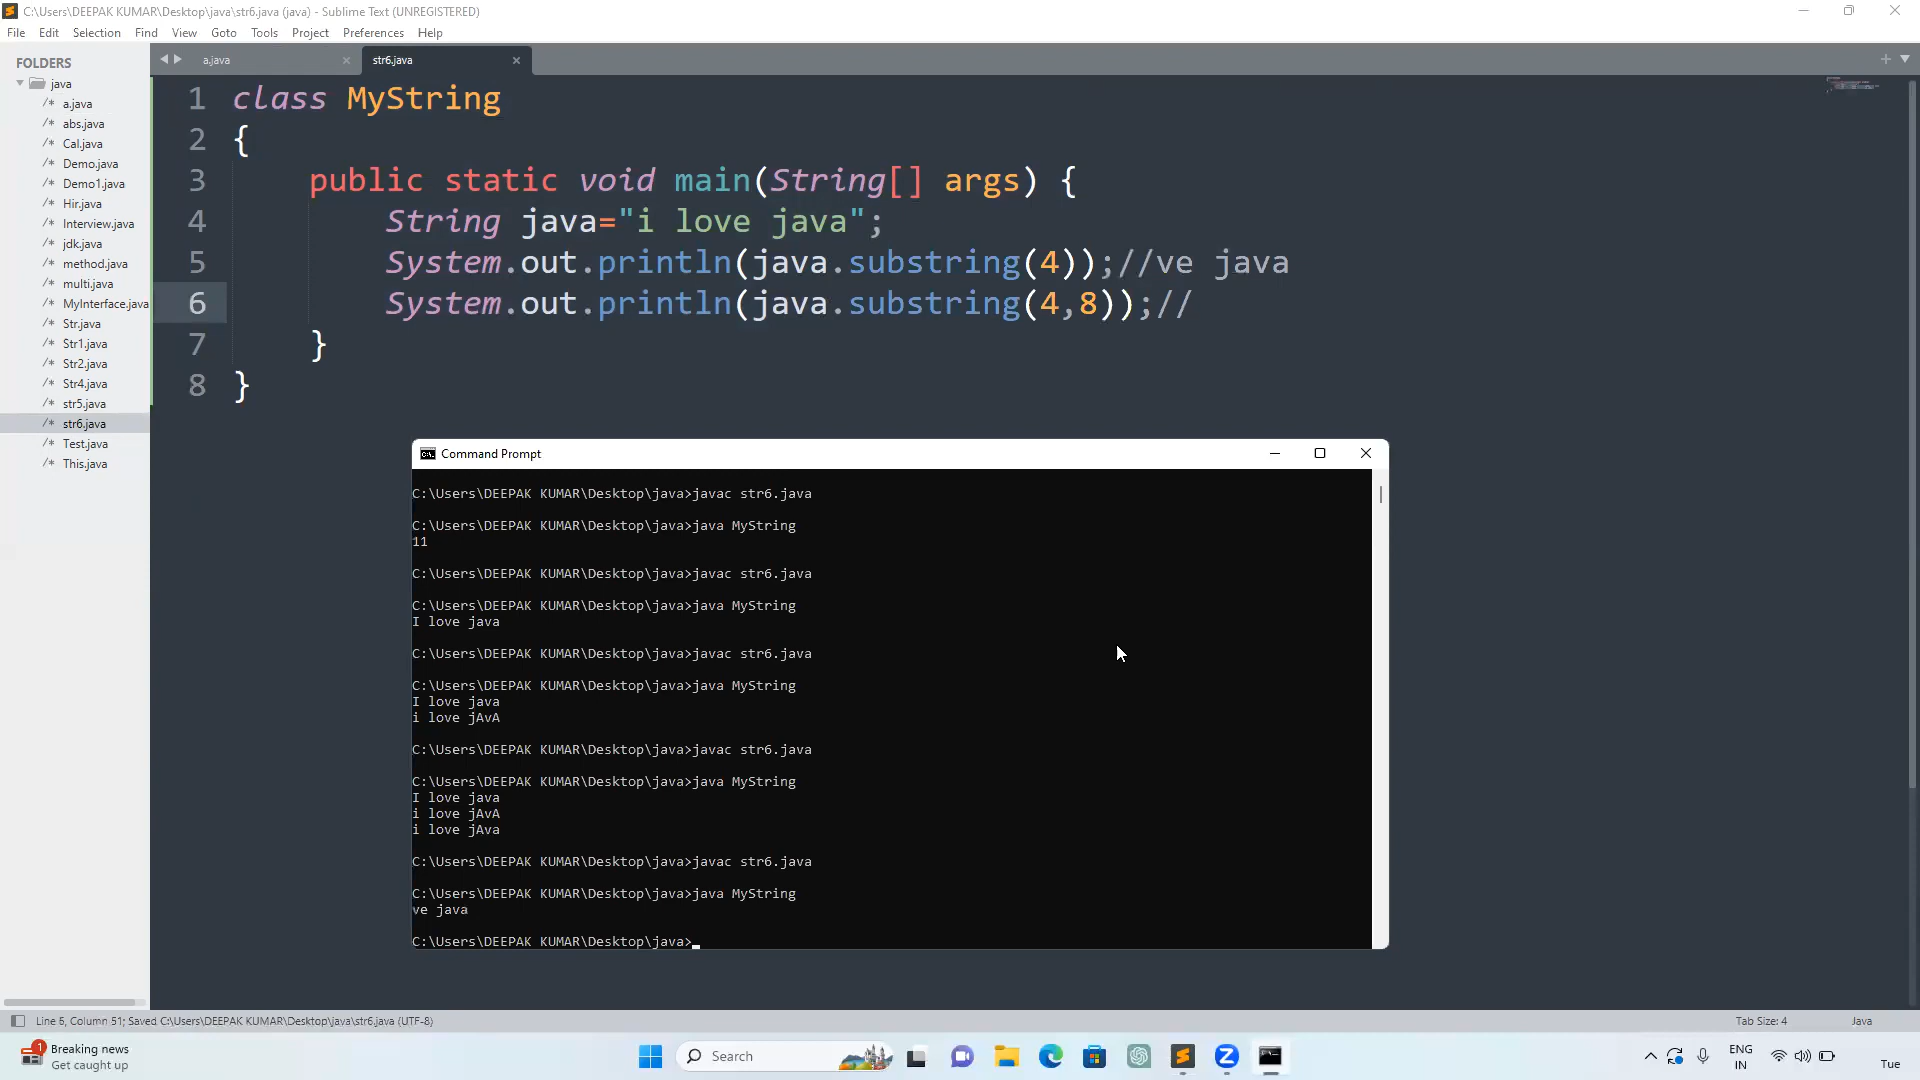 C:\Users\DEEPAK KUMAR\Desktop\java\str6.java (java) - Sublime Text (UNREGISTERED)
File Edit Selection Find View Goto Tools Project Preferences Help
FOLDERS
java
/* a.java
/* abs.java
/* Cal.java
/* Demo.java
/* Demo1.java
/* Hir.java
/* Interview.java
/* jdk.java
/* method.java
/* multi.java
/* MyInterface.java
/* Str.java
/* Str1.java
/* Str2.java
/* Str4.java
/* str5.java
/* str6.java
/* Test.java
/* This.java
a.java
str6.java
1 class MyString
2 {
3 public static void main(String[] args) {
4 String java="i love java";
5 System.out.println(java.substring(4));//ve java
6 System.out.println(java.substring(4,8));//
7 }
8 }
Command Prompt
C:\Users\DEEPAK KUMAR\Desktop\java>javac str6.java
C:\Users\DEEPAK KUMAR\Desktop\java>java MyString
11
C:\Users\DEEPAK KUMAR\Desktop\java>javac str6.java
C:\Users\DEEPAK KUMAR\Desktop\java>java MyString
I love java
C:\Users\DEEPAK KUMAR\Desktop\java>javac str6.java
C:\Users\DEEPAK KUMAR\Desktop\java>java MyString
I love java
i love jAvA
C:\Users\DEEPAK KUMAR\Desktop\java>javac str6.java
C:\Users\DEEPAK KUMAR\Desktop\java>java MyString
I love java
i love jAvA
i love jAva
C:\Users\DEEPAK KUMAR\Desktop\java>javac str6.java
C:\Users\DEEPAK KUMAR\Desktop\java>java MyString
ve java
C:\Users\DEEPAK KUMAR\Desktop\java>
Line 6, Column 51; Saved C:\Users\DEEPAK KUMAR\Desktop\java\str6.java (UTF-8)
Tab Size: 4
Java
1
Breaking news
Get caught up
Search
ENG
IN
Tue